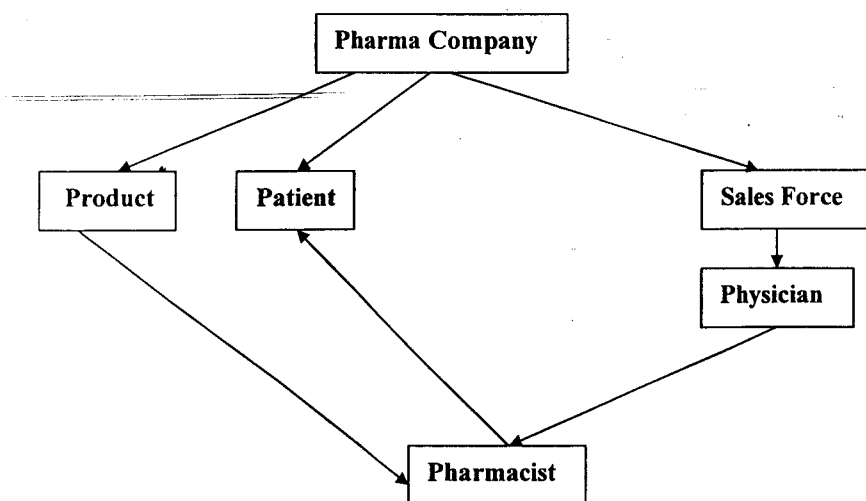 Pharma Company
Product
Patient
Sales Force
Physician
Pharmacist